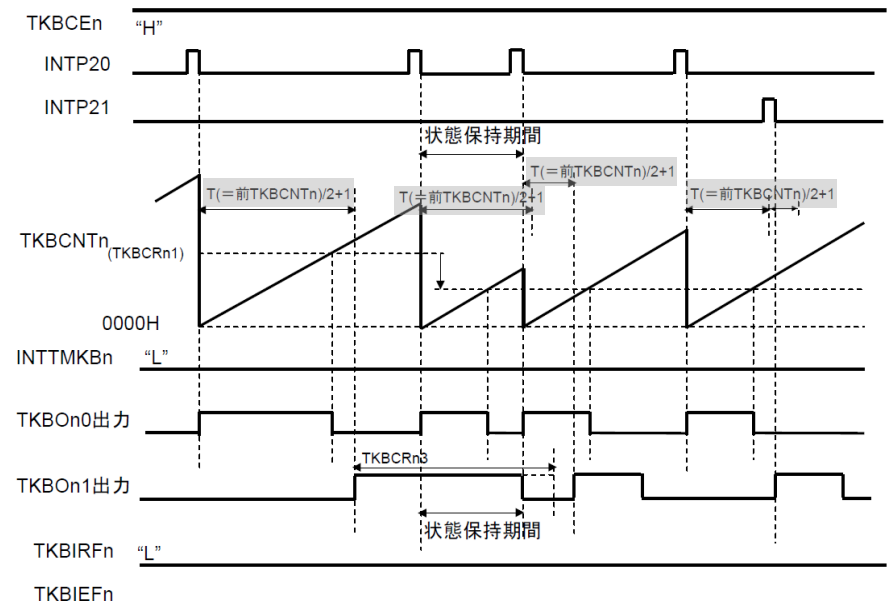 TKBCEn “H”
INTP20
INTP21
状態保持期間
T(＝前TKBCNTn)/2+1
T(＝前TKBCNTn)/2+1
T(＝前TKBCNTn)/2+1
T(＝前TKBCNTn)/2+1
TKBCNTn
(TKBCRn1)
0000H
INTTMKBn “L”
TKBOn0出力
TKBCRn3
TKBOn1出力
状態保持期間
TKBIRFn “L”
TKBIEFn